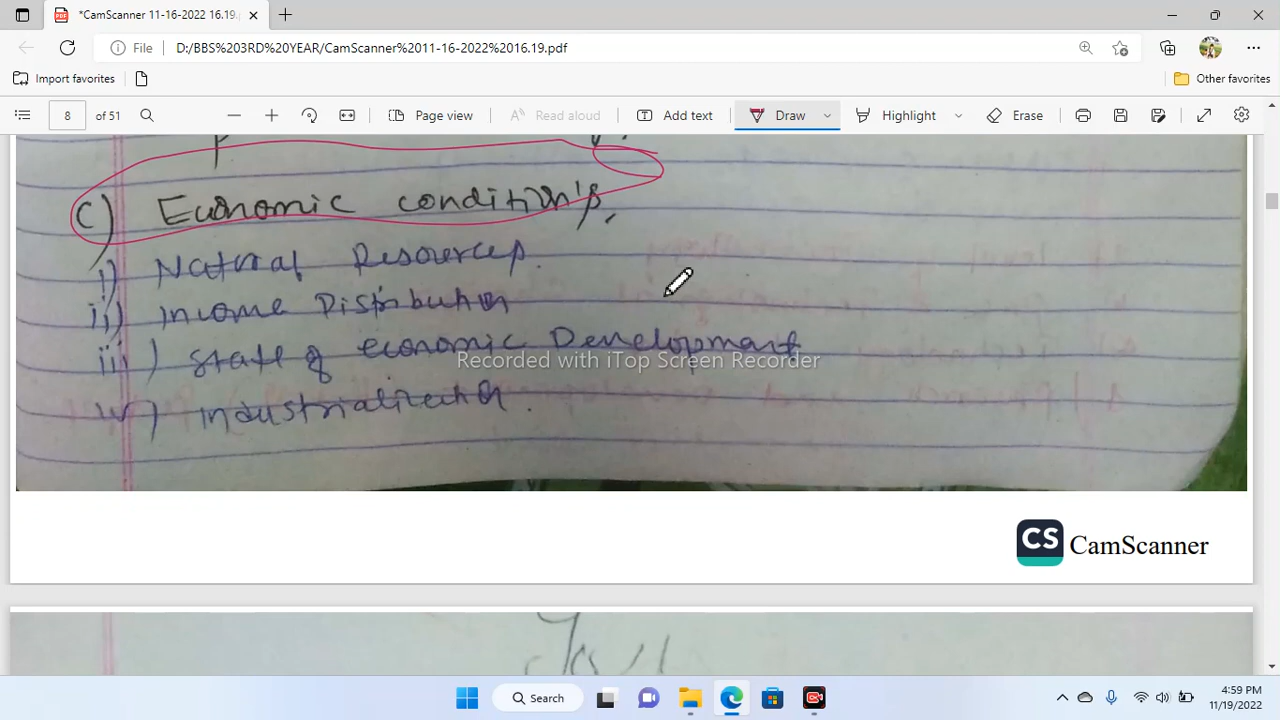 *CamScanner 11-16-2022 16.19.
File D:/BBS%203RD%20YEAR/CamScanner%2011-16-2022%2016.19.pdf
Import favorites
Other favorites
8 of 51
Page view
Read aloud
Add text
Draw
Highlight
Erase
C) Economic condition's,
i) Natural Resources.
ii) Income Distribution
iii) state of economic Development
Recorded with iTop Screen Recorder
iv) industrialization.
CS CamScanner
Search
4:59 PM
11/19/2022